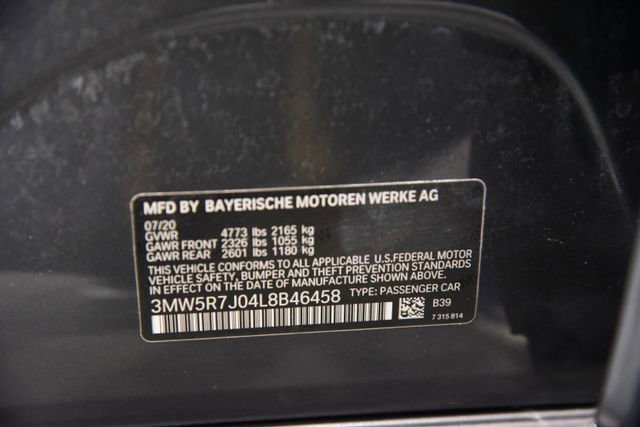 MFD BY BAYERISCHE MOTOREN WERKE AG
07/20
GVWR 4773 lbs 2165 kg
GAWR FRONT 2326 lbs 1055 kg
GAWR REAR 2601 lbs 1180 kg
THIS VEHICLE CONFORMS TO ALL APPLICABLE U.S.FEDERAL MOTOR
VEHICLE SAFETY, BUMPER AND THEFT PREVENTION STANDARDS
IN EFFECT ON THE DATE OF MANUFACTURE SHOWN ABOVE.
3MW5R7J04L8B46458 TYPE: PASSENGER CAR
B39
7 315 814